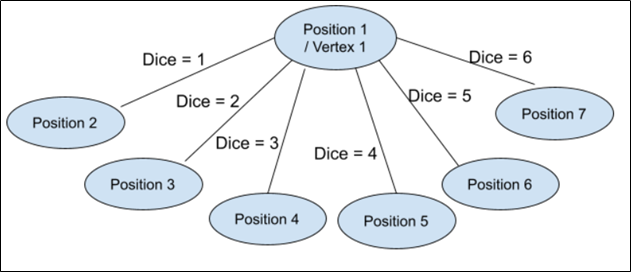 Position 1
/ Vertex 1
Dice = 1
Dice = 2
Dice = 3
Dice = 4
Dice = 5
Dice = 6
Position 2
Position 3
Position 4
Position 5
Position 6
Position 7